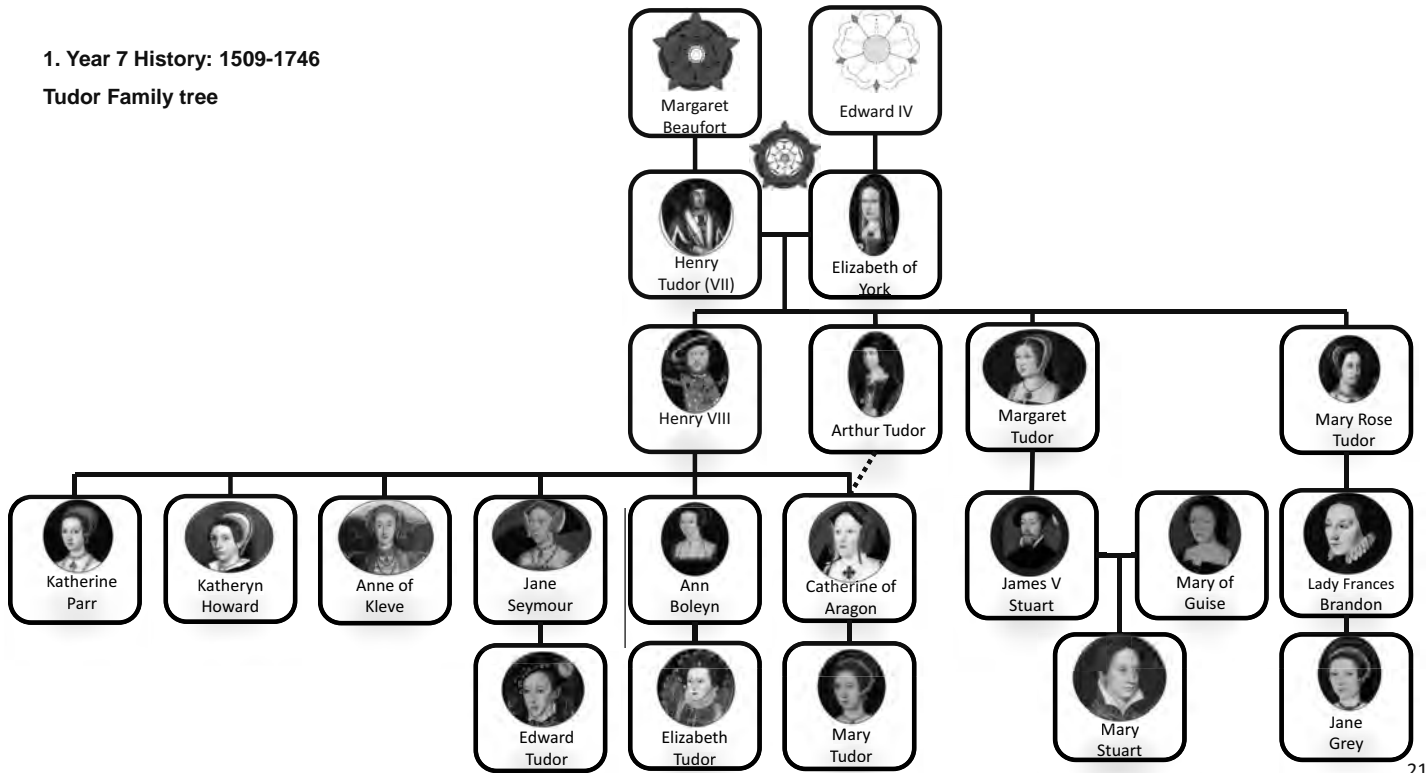 1. Year 7 History: 1509-1746
Tudor Family tree
Margaret
Beaufort
Edward IV
Henry
Tudor (VII)
Elizabeth of
York
Henry VIII
Arthur Tudor
Margaret
Tudor
Mary Rose
Tudor
Katherine
Parr
Katheryn
Howard
Anne of
Kleve
Jane
Seymour
Ann
Boleyn
Catherine of
Aragon
James V
Stuart
Mary of
Guise
Lady Frances
Brandon
Edward
Tudor
Elizabeth
Tudor
Mary
Tudor
Mary
Stuart
Jane
Grey
21